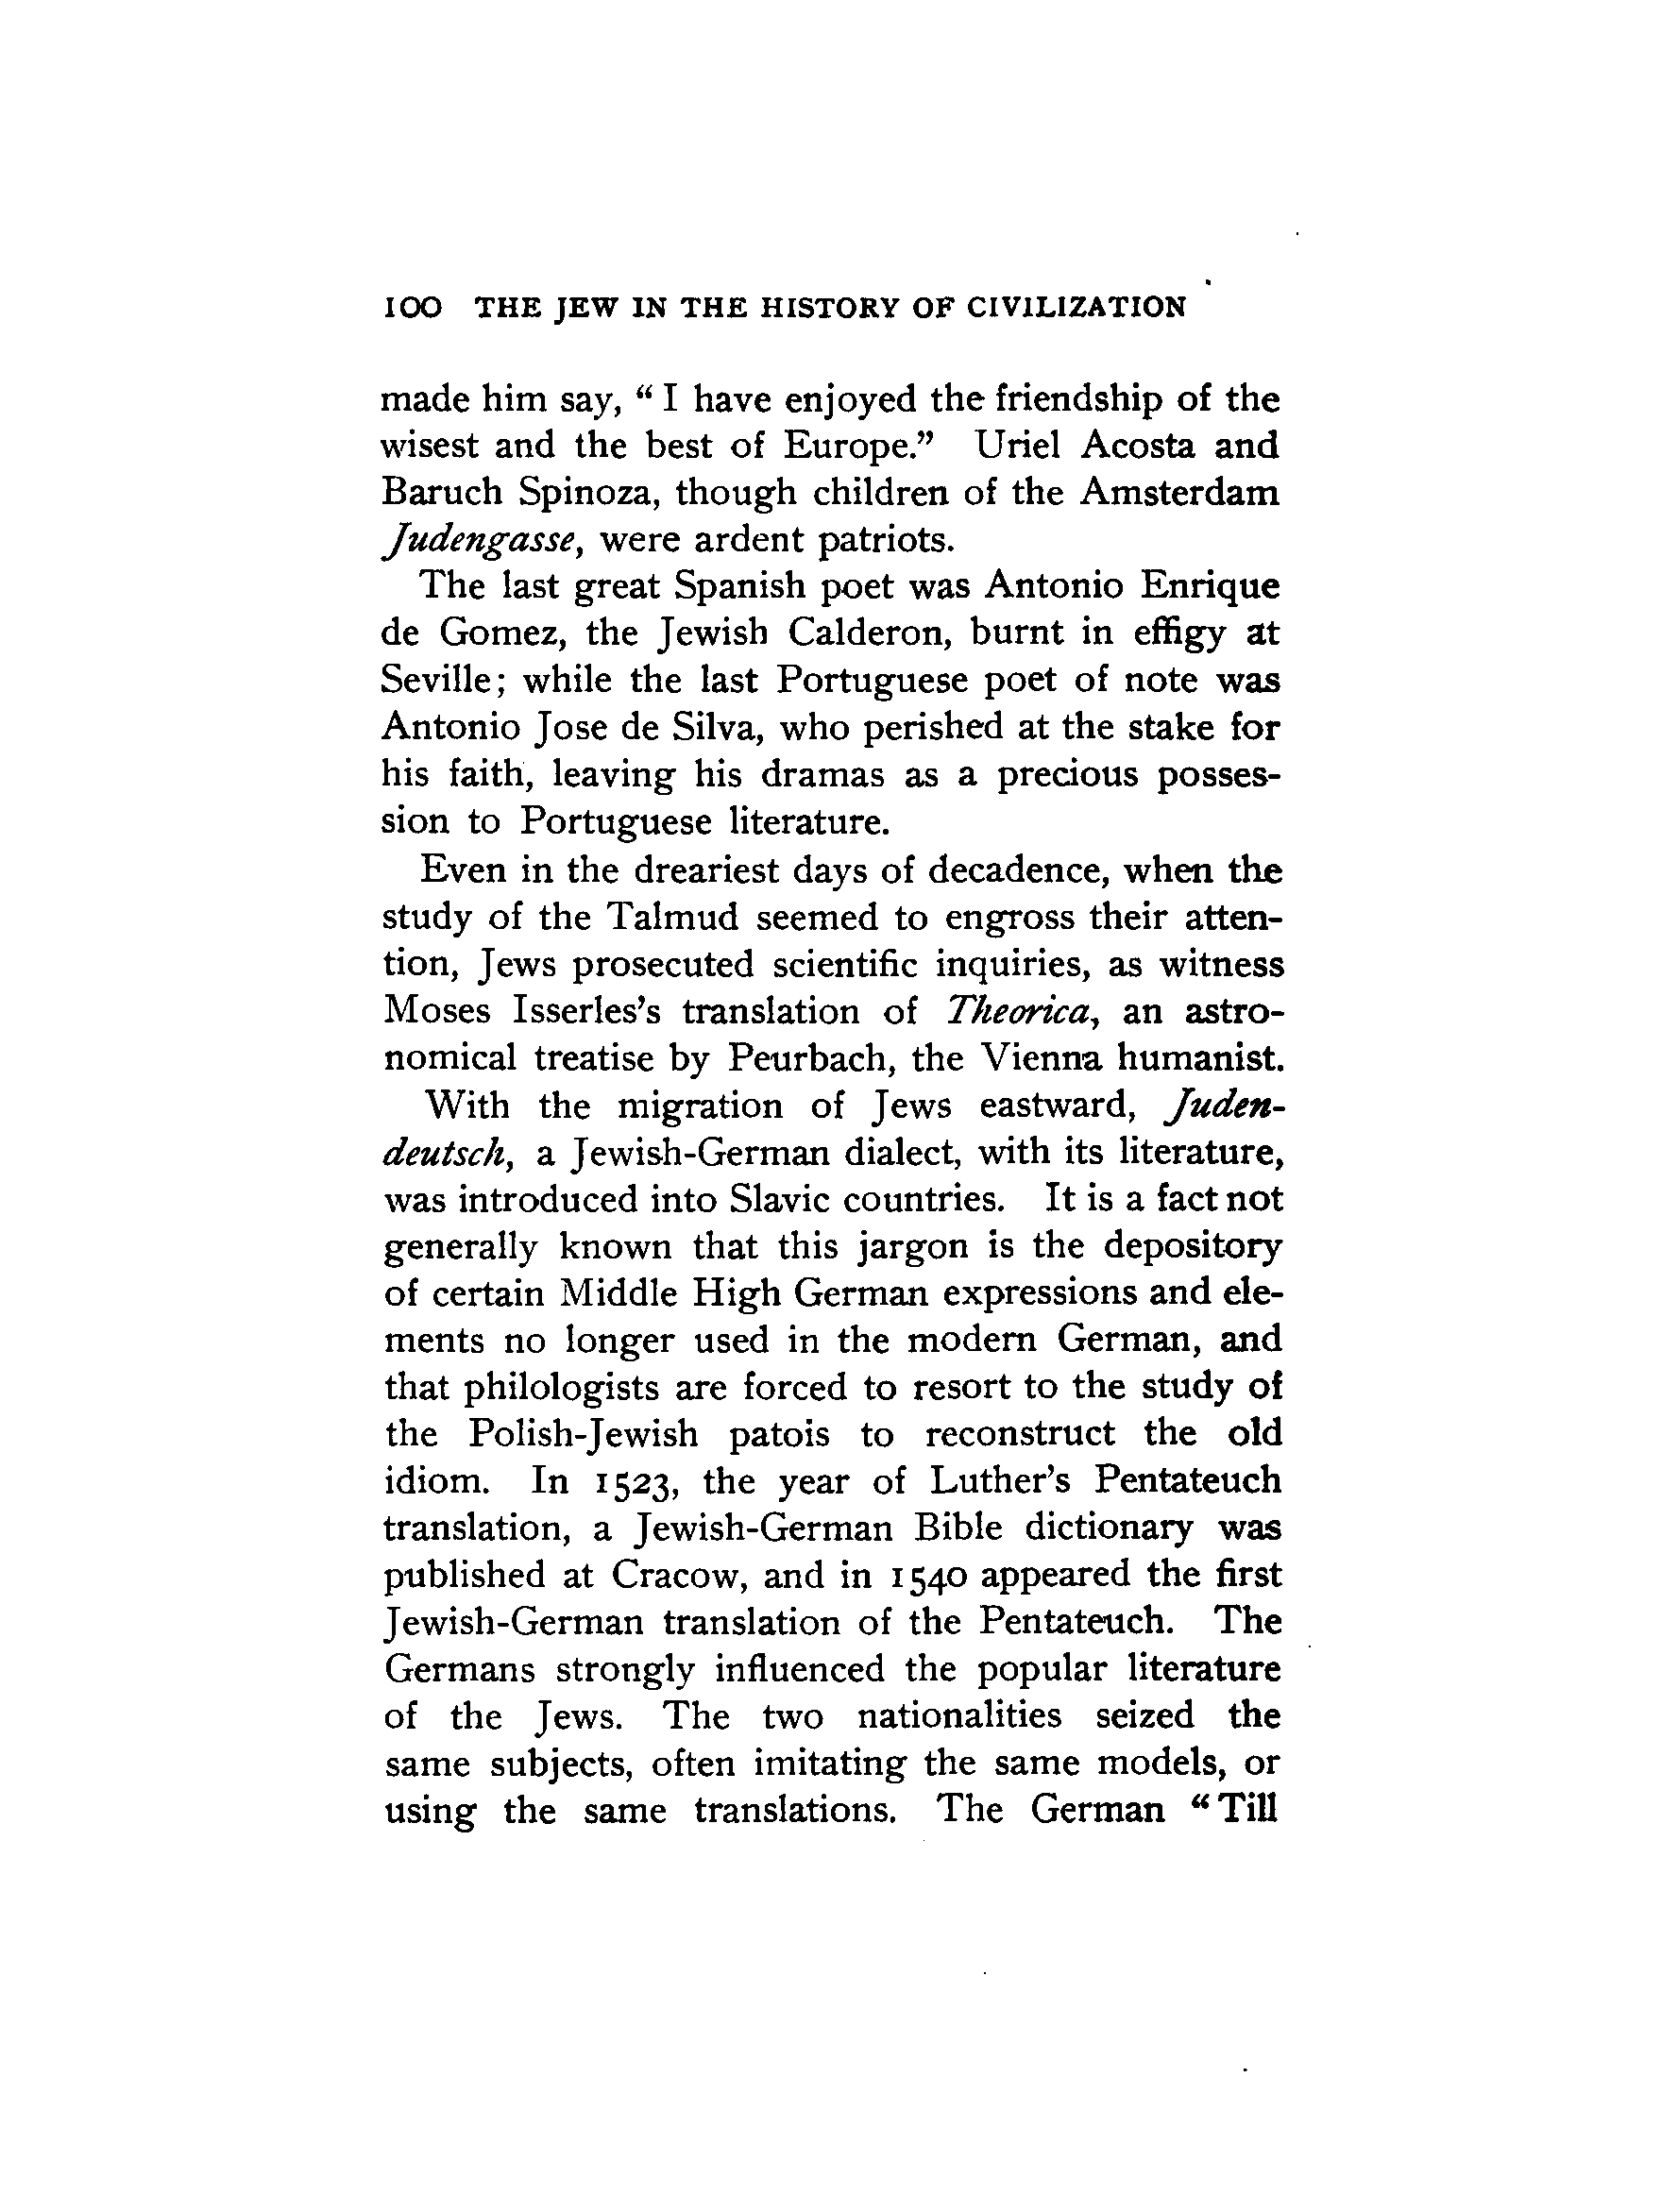 100 THE JEW IN THE HISTORY OF CIVILIZATION
made him say, “ I have enjoyed the friendship of the
wisest and the best of Europe.” Uriel Acosta and
Baruch Spinoza, though children of the Amsterdam
Judengasse, were ardent patriots.
The last great Spanish poet was Antonio Enrique
de Gomez, the Jewish Calderon, burnt in effigy at
Seville; while the last Portuguese poet of note was
Antonio Jose de Silva, who perished at the stake for
his faith, leaving his dramas as a precious posses-
sion to Portuguese literature.
Even in the dreariest days of decadence, when the
study of the Talmud seemed to engross their atten-
tion, Jews prosecuted scientific inquiries, as witness
Moses Isserles’s translation of Theorica, an astro-
nomical treatise by Peurbach, the Vienna humanist.
With the migration of Jews eastward, Juden-
deutsch, a Jewish-German dialect, with its literature,
was introduced into Slavic countries. It is a fact not
generally known that this jargon is the depository
of certain Middle High German expressions and ele-
ments no longer used in the modern German, and
that philologists are forced to resort to the study of
the Polish-Jewish patois to reconstruct the old
idiom. In 1523, the year of Luther’s Pentateuch
translation, a Jewish-German Bible dictionary was
published at Cracow, and in 1540 appeared the first
Jewish-German translation of the Pentateuch. The
Germans strongly influenced the popular literature
of the Jews. The two nationalities seized the
same subjects, often imitating the same models, or
using the same translations. The German “ Till